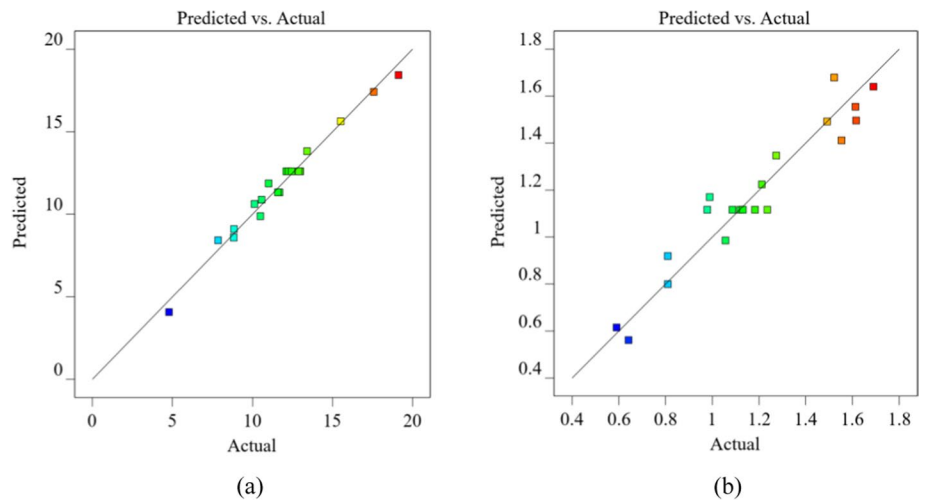 Predicted vs. Actual
20
15
10
5
0
Predicted
0 5 10 15 20
Actual
(a)
Predicted vs. Actual
1.8
1.6
1.4
1.2
1
0.8
0.6
0.4
Predicted
0.4 0.6 0.8 1 1.2 1.4 1.6 1.8
Actual
(b)